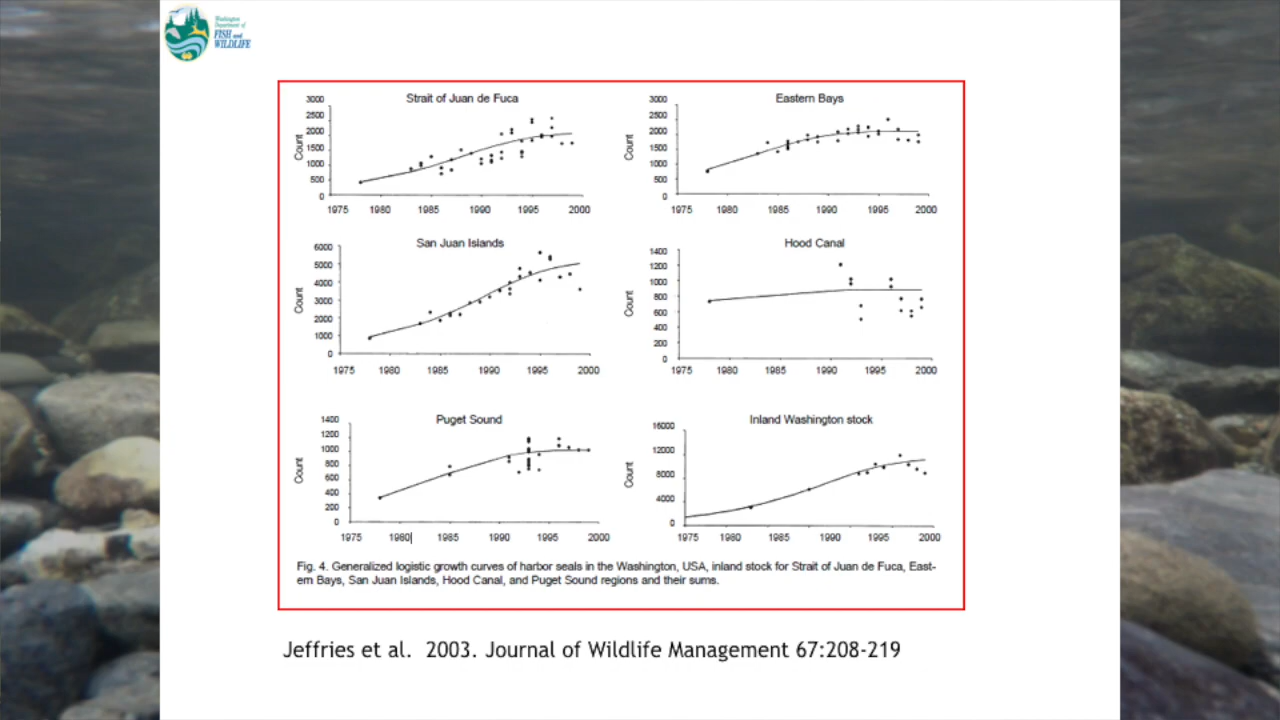 Washington
Department of
FISH and
WILDLIFE
Strait of Juan de Fuca
3000
2500
2000
1500
1000
500
0
Count
1975 1980 1985 1990 1995 2000
Eastern Bays
3000
2500
2000
1500
1000
500
0
Count
1975 1980 1985 1990 1995 2000
San Juan Islands
6000
5000
4000
3000
2000
1000
0
Count
1975 1980 1985 1990 1995 2000
Hood Canal
1400
1200
1000
800
600
400
200
0
Count
1975 1980 1985 1990 1995 2000
Puget Sound
1400
1200
1000
800
600
400
200
0
Count
1975 1980 1985 1990 1995 2000
Inland Washington stock
16000
12000
8000
4000
0
Count
1975 1980 1985 1990 1995 2000
Fig. 4. Generalized logistic growth curves of harbor seals in the Washington, USA, inland stock for Strait of Juan de Fuca, East-
ern Bays, San Juan Islands, Hood Canal, and Puget Sound regions and their sums.
Jeffries et al. 2003. Journal of Wildlife Management 67:208-219